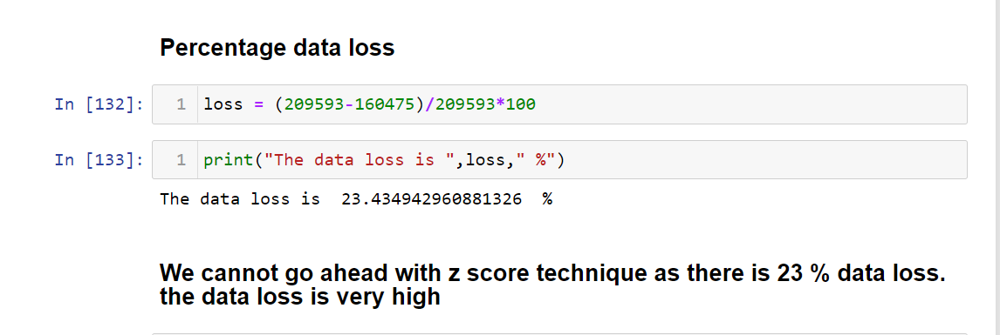 Percentage data loss
In [132]: 1 loss = (209593-160475)/209593*100
In [133]: 1 print("The data loss is ",loss," %")
The data loss is  23.434942960881326  %
We cannot go ahead with z score technique as there is 23 % data loss.
the data loss is very high